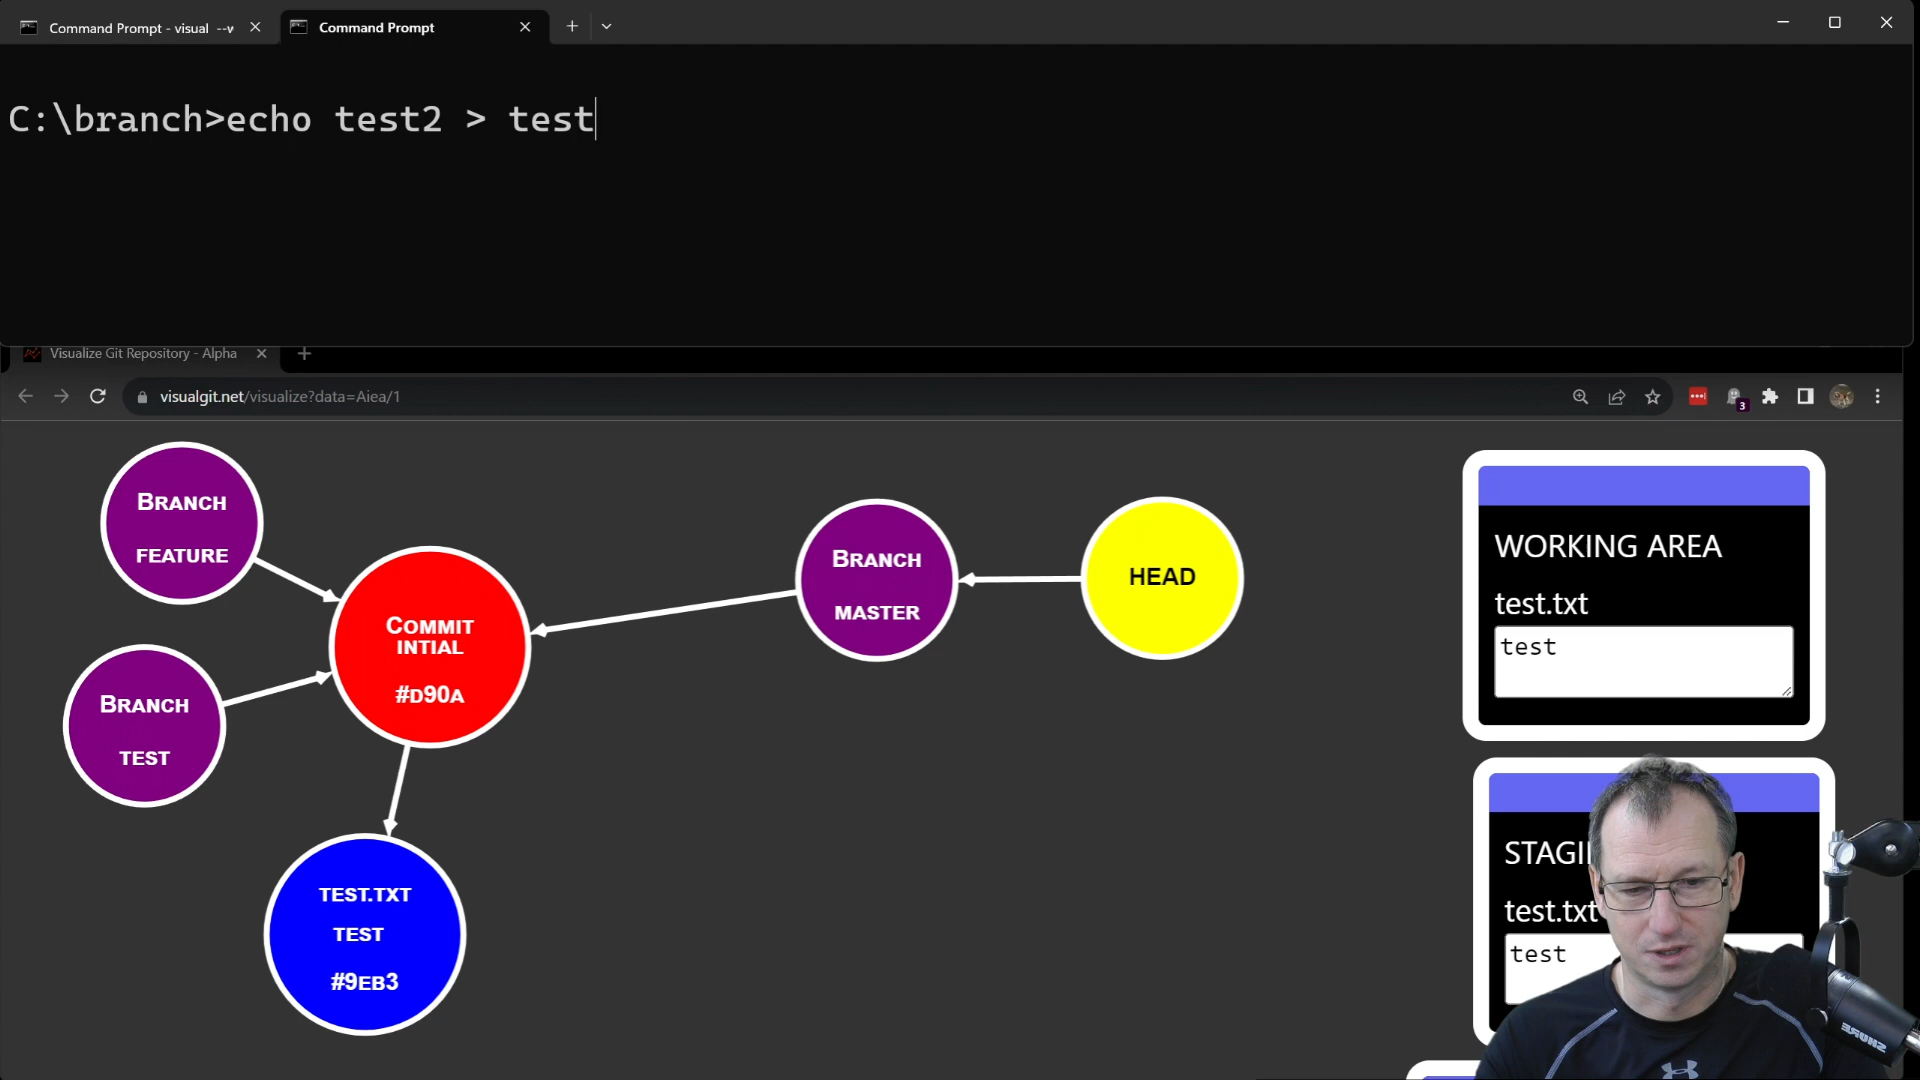 Command Prompt - visual --w
Command Prompt
C:\branch>echo test2 > test
Visualize Git Repository - Alpha
visualgit.net/visualize?data=Aiea/1
3
BRANCH
FEATURE
BRANCH
TEST
COMMIT
INTIAL
#D90A
BRANCH
MASTER
HEAD
TEST.TXT
TEST
#9EB3
WORKING AREA
test.txt
test
STAGI
test.txt
test
SHURE